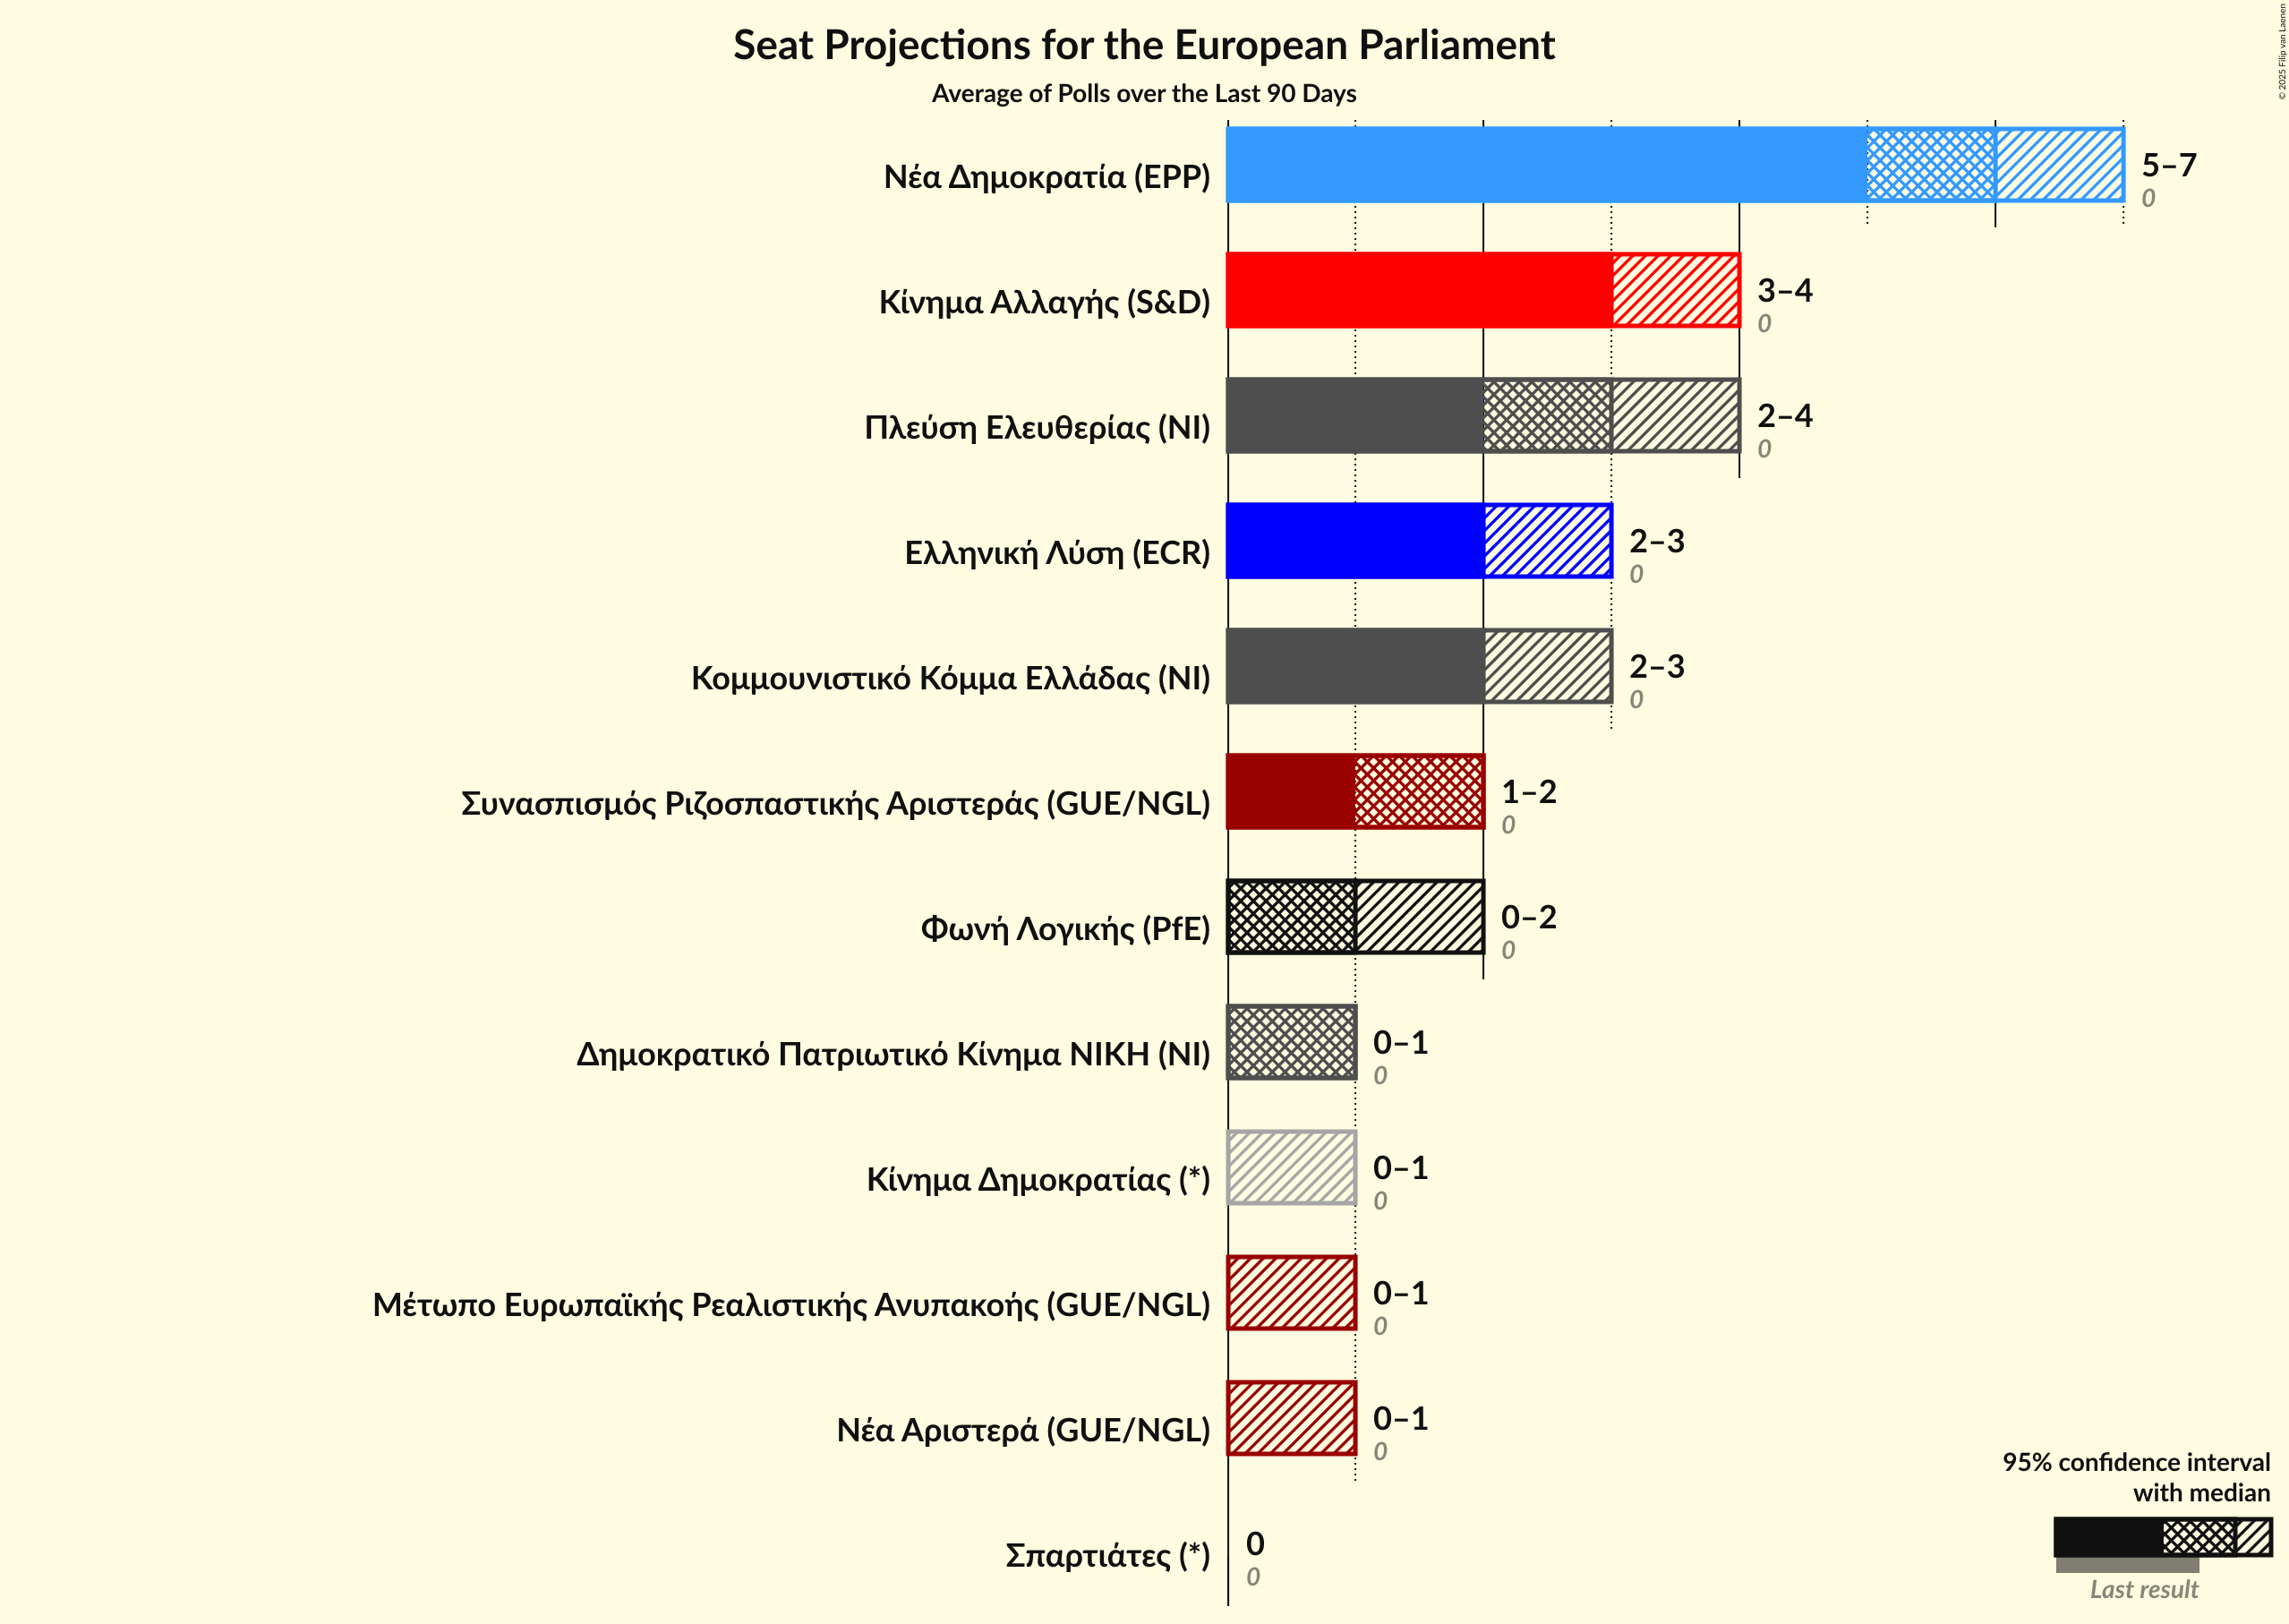 Seat Projections for the European Parliament
Average of Polls over the Last 90 Days
© 2025 Filip van Laenen
Νέα Δημοκρατία (EPP)
5–7
0
Κίνημα Αλλαγής (S&D)
3–4
0
Πλεύση Ελευθερίας (NI)
2–4
0
Ελληνική Λύση (ECR)
2–3
0
Κομμουνιστικό Κόμμα Ελλάδας (NI)
2–3
0
Συνασπισμός Ριζοσπαστικής Αριστεράς (GUE/NGL)
1–2
0
Φωνή Λογικής (PfE)
0–2
0
Δημοκρατικό Πατριωτικό Κίνημα ΝΙΚΗ (NI)
0–1
0
Κίνημα Δημοκρατίας (*)
0–1
0
Μέτωπο Ευρωπαϊκής Ρεαλιστικής Ανυπακοής (GUE/NGL)
0–1
0
Νέα Αριστερά (GUE/NGL)
0–1
0
Σπαρτιάτες (*)
0
0
95% confidence interval
with median
Last result